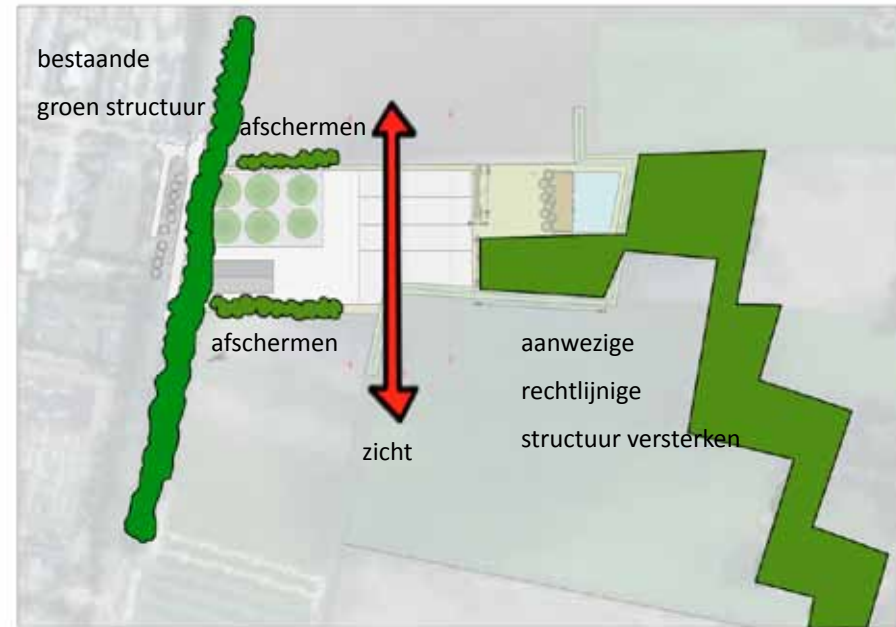 bestaande
groen structuur
afschermen
afschermen
zicht
aanwezige
rechtlijnige
structuur versterken